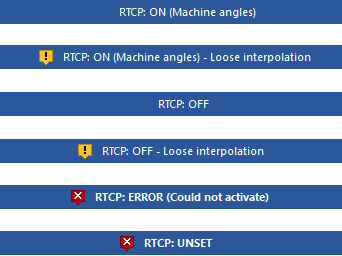 RTCP: ON (Machine angles)
RTCP: ON (Machine angles) - Loose interpolation
RTCP: OFF
RTCP: OFF - Loose interpolation
RTCP: ERROR (Could not activate)
RTCP: UNSET